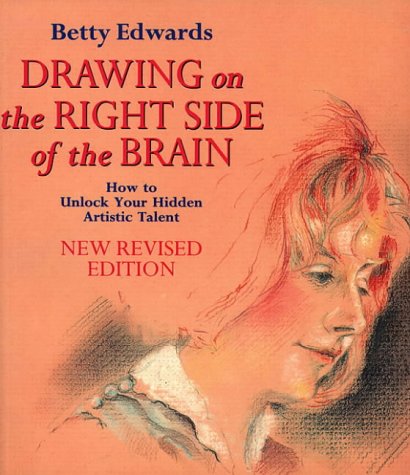 Betty Edwards
DRAWING on
the RIGHT SIDE
of the BRAIN
How to
Unlock Your Hidden
Artistic Talent
NEW REVISED
EDITION